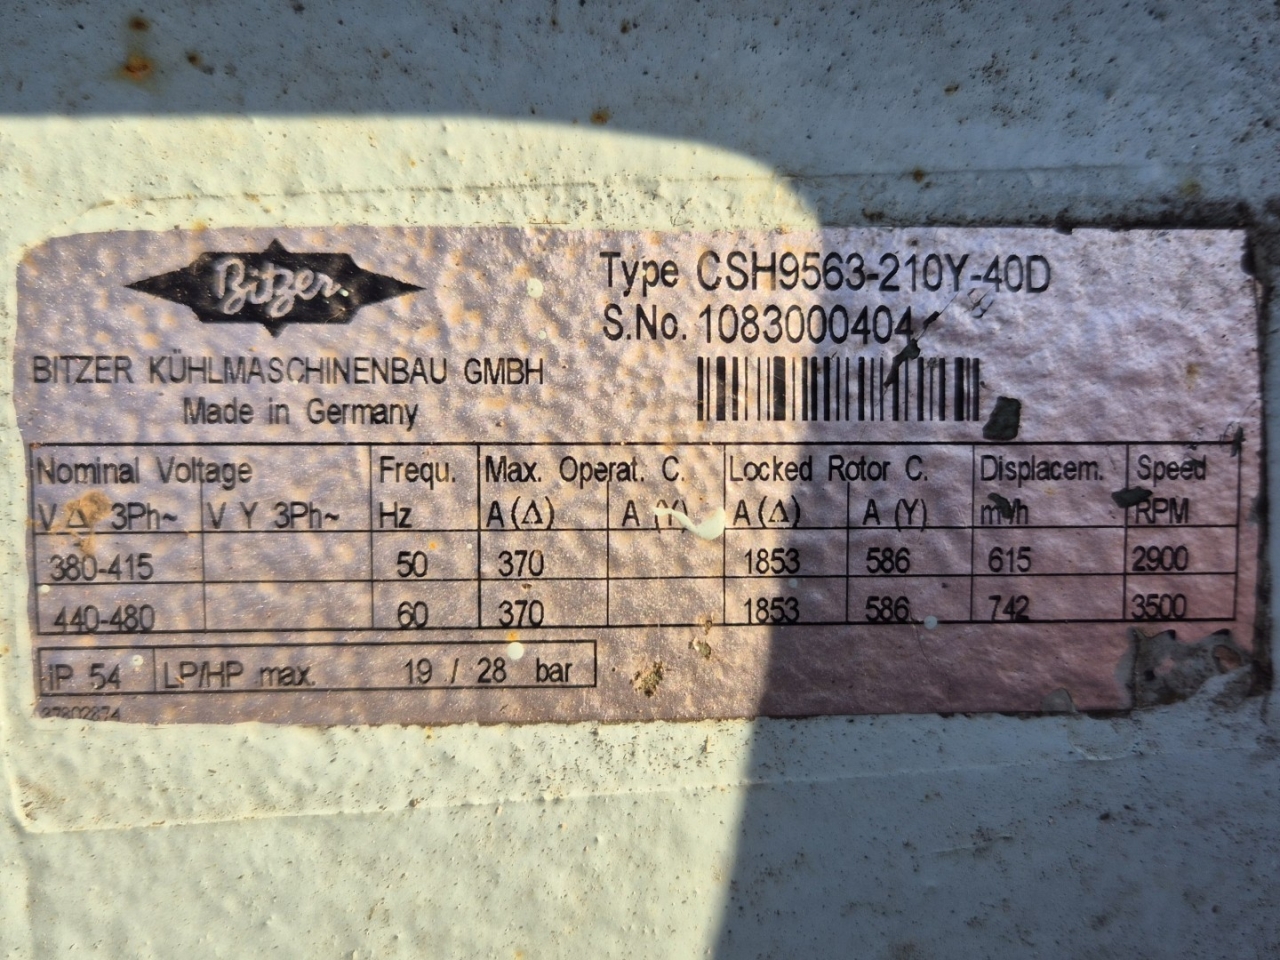 Bitzer
Type CSH9563-210Y-40D
S.No. 1083000404
BITZER KÜHLMASCHINENBAU GMBH
Made in Germany
Nominal Voltage Frequ. Max. Operat. C. Locked Rotor C. Displacem. Speed
V Δ 3Ph~ V Y 3Ph~ Hz A (Δ) A (Y) A (Δ) A (Y) m³/h RPM
380-415 50 370 1853 586 615 2900
440-480 60 370 1853 586 742 3500
IP 54 LP/HP max. 19 / 28 bar